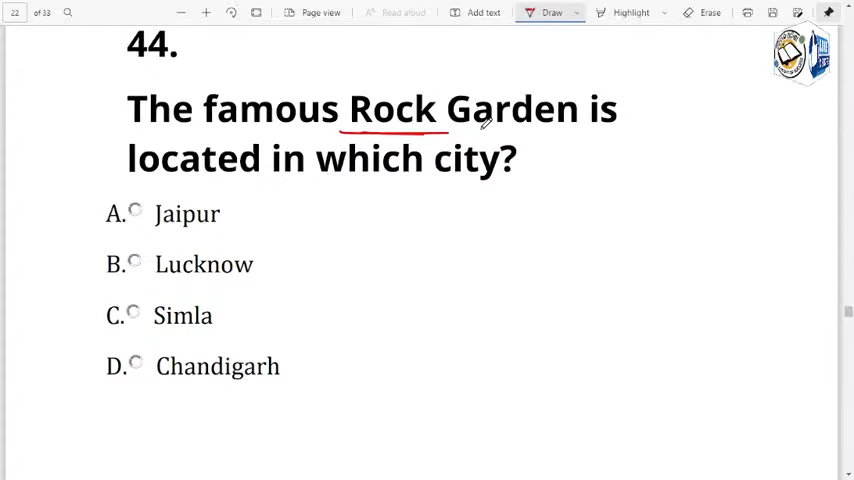 22 of 33 Page view Read aloud Add text Draw Highlight Erase
44.
The famous Rock Garden is
located in which city?
A. Jaipur
B. Lucknow
C. Simla
D. Chandigarh